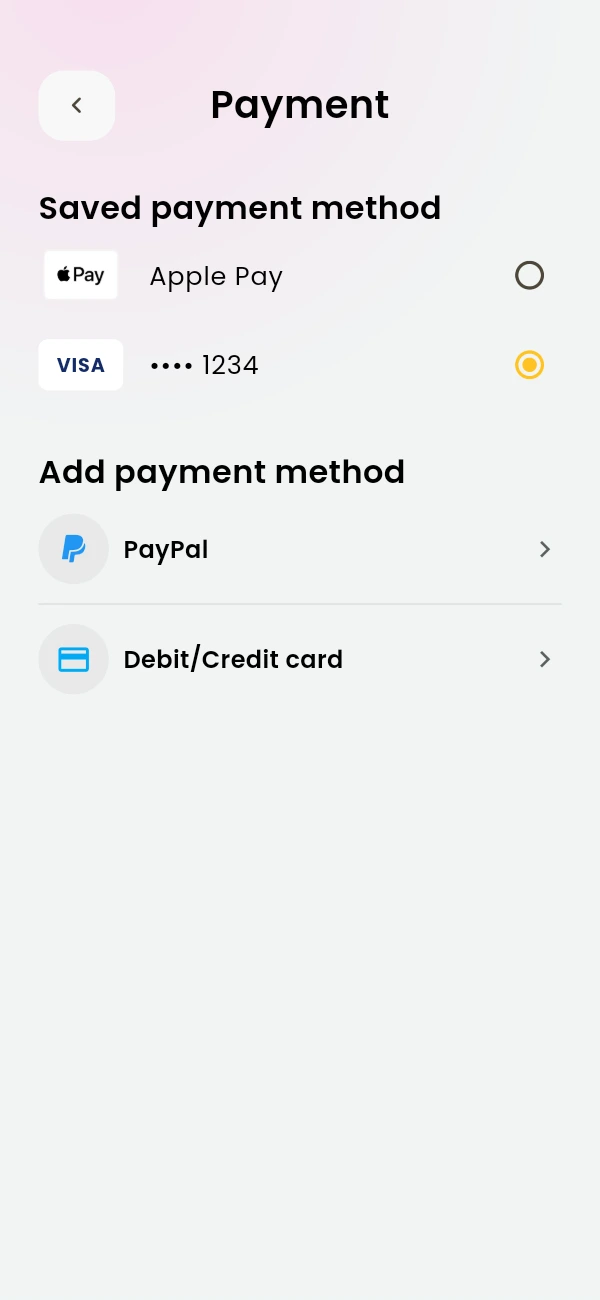 Payment
Saved payment method
Pay Apple Pay
VISA •••• 1234
Add payment method
PayPal
Debit/Credit card